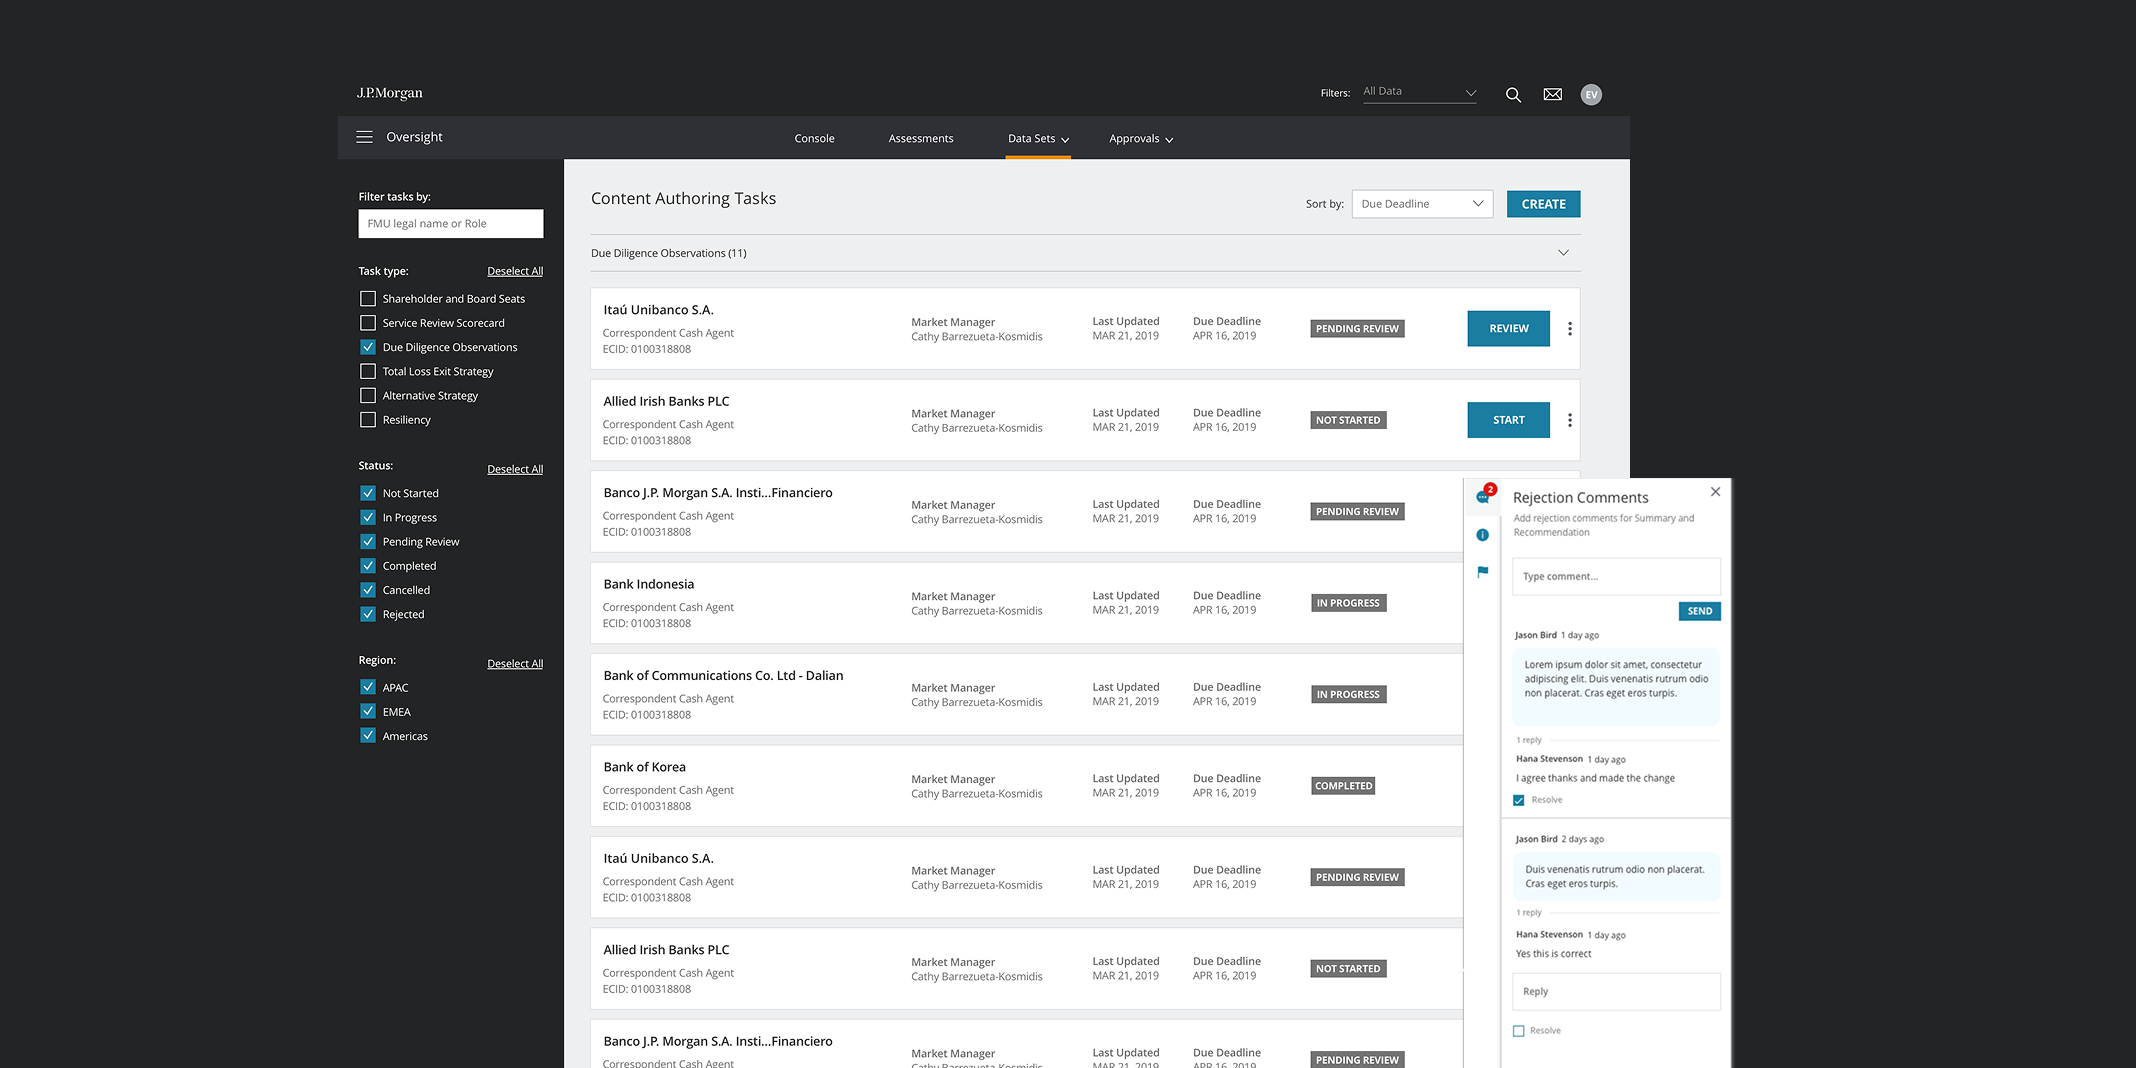 J.P.Morgan
Filters: All Data
EV
Oversight
Console
Assessments
Data Sets
Approvals
Filter tasks by:
FMU legal name or Role
Task type:
Deselect All
Shareholder and Board Seats
Service Review Scorecard
Due Diligence Observations
Total Loss Exit Strategy
Alternative Strategy
Resiliency
Status:
Deselect All
Not Started
In Progress
Pending Review
Completed
Cancelled
Rejected
Region:
Deselect All
APAC
EMEA
Americas
Content Authoring Tasks
Sort by: Due Deadline
CREATE
Due Diligence Observations (11)
Itaú Unibanco S.A.
Correspondent Cash Agent
ECID: 0100318808
Market Manager
Cathy Barrezueta-Kosmidis
Last Updated
MAR 21, 2019
Due Deadline
APR 16, 2019
PENDING REVIEW
REVIEW
Allied Irish Banks PLC
Correspondent Cash Agent
ECID: 0100318808
Market Manager
Cathy Barrezueta-Kosmidis
Last Updated
MAR 21, 2019
Due Deadline
APR 16, 2019
NOT STARTED
START
Banco J.P. Morgan S.A. Insti...Financiero
Correspondent Cash Agent
ECID: 0100318808
Market Manager
Cathy Barrezueta-Kosmidis
Last Updated
MAR 21, 2019
Due Deadline
APR 16, 2019
PENDING REVIEW
Bank Indonesia
Correspondent Cash Agent
ECID: 0100318808
Market Manager
Cathy Barrezueta-Kosmidis
Last Updated
MAR 21, 2019
Due Deadline
APR 16, 2019
IN PROGRESS
Bank of Communications Co. Ltd - Dalian
Correspondent Cash Agent
ECID: 0100318808
Market Manager
Cathy Barrezueta-Kosmidis
Last Updated
MAR 21, 2019
Due Deadline
APR 16, 2019
IN PROGRESS
Bank of Korea
Correspondent Cash Agent
ECID: 0100318808
Market Manager
Cathy Barrezueta-Kosmidis
Last Updated
MAR 21, 2019
Due Deadline
APR 16, 2019
COMPLETED
Itaú Unibanco S.A.
Correspondent Cash Agent
ECID: 0100318808
Market Manager
Cathy Barrezueta-Kosmidis
Last Updated
MAR 21, 2019
Due Deadline
APR 16, 2019
PENDING REVIEW
Allied Irish Banks PLC
Correspondent Cash Agent
ECID: 0100318808
Market Manager
Cathy Barrezueta-Kosmidis
Last Updated
MAR 21, 2019
Due Deadline
APR 16, 2019
NOT STARTED
Banco J.P. Morgan S.A. Insti...Financiero
Correspondent Cash Agent
Market Manager
Cathy Barrezueta-Kosmidis
Last Updated
MAR 21, 2019
Due Deadline
APR 16, 2019
PENDING REVIEW
2
Rejection Comments
Add rejection comments for Summary and
Recommendation
Type comment...
SEND
Jason Bird 1 day ago
Lorem ipsum dolor sit amet, consectetur
adipiscing elit. Duis venenatis rutrum odio
non placerat. Cras eget eros turpis.
1 reply
Hana Stevenson 1 day ago
I agree thanks and made the change
Resolve
Jason Bird 2 days ago
Duis venenatis rutrum odio non placerat.
Cras eget eros turpis.
1 reply
Hana Stevenson 1 day ago
Yes this is correct
Reply
Resolve